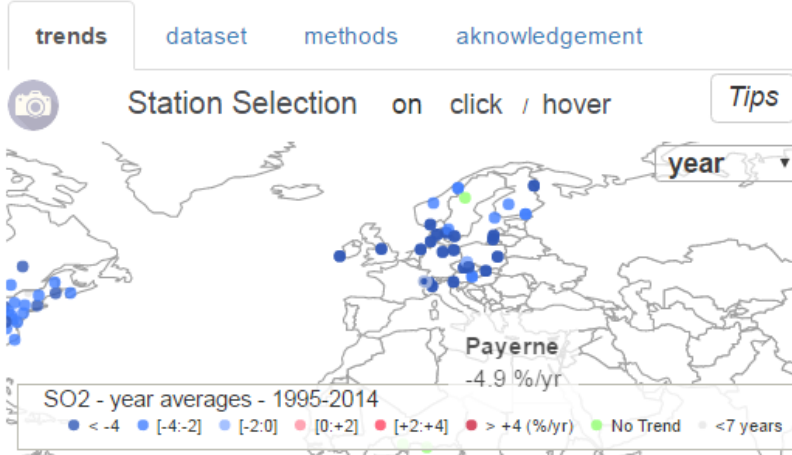 trends dataset methods aknowledgement
Station Selection on click / hover Tips
year
Payerne
-4.9 %/yr
SO2 - year averages - 1995-2014
< -4 [-4:-2] [-2:0] [0:+2] [+2:+4] > +4 (%/yr) No Trend <7 years